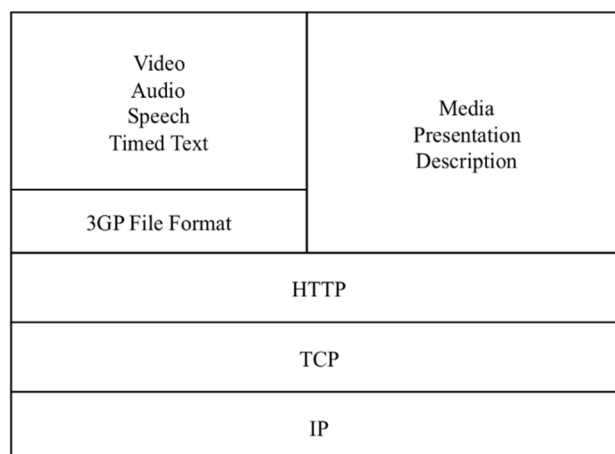 Video
Audio
Speech
Timed Text
3GP File Format
Media
Presentation
Description
HTTP
TCP
IP